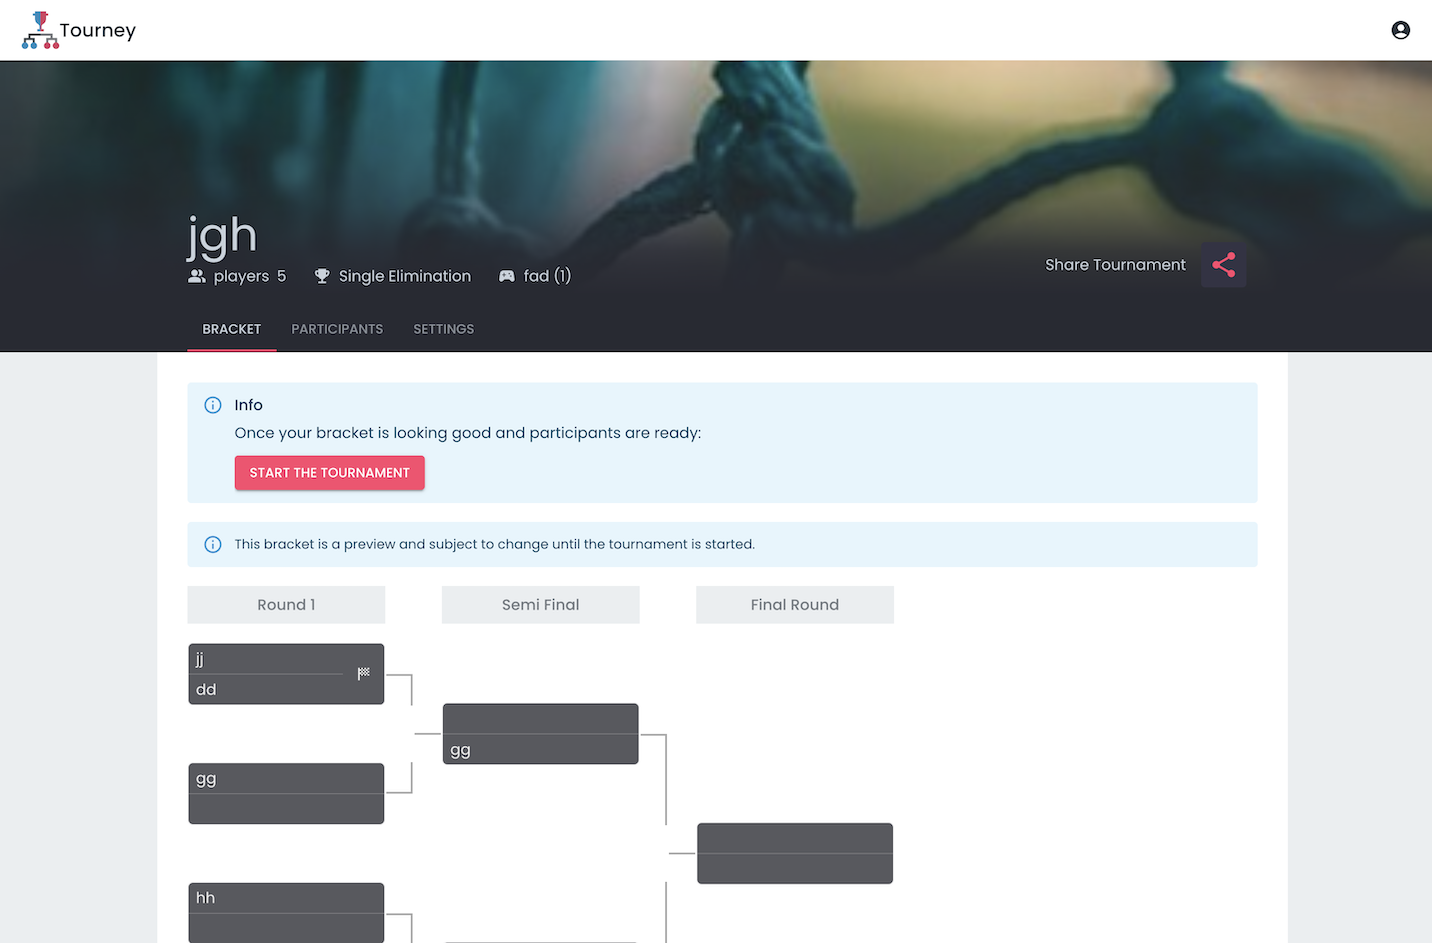 Tourney
jgh
players 5 Single Elimination fad (1)
Share Tournament
BRACKET PARTICIPANTS SETTINGS
Info
Once your bracket is looking good and participants are ready:
START THE TOURNAMENT
This bracket is a preview and subject to change until the tournament is started.
Round 1 Semi Final Final Round
jj
dd
gg
gg
hh